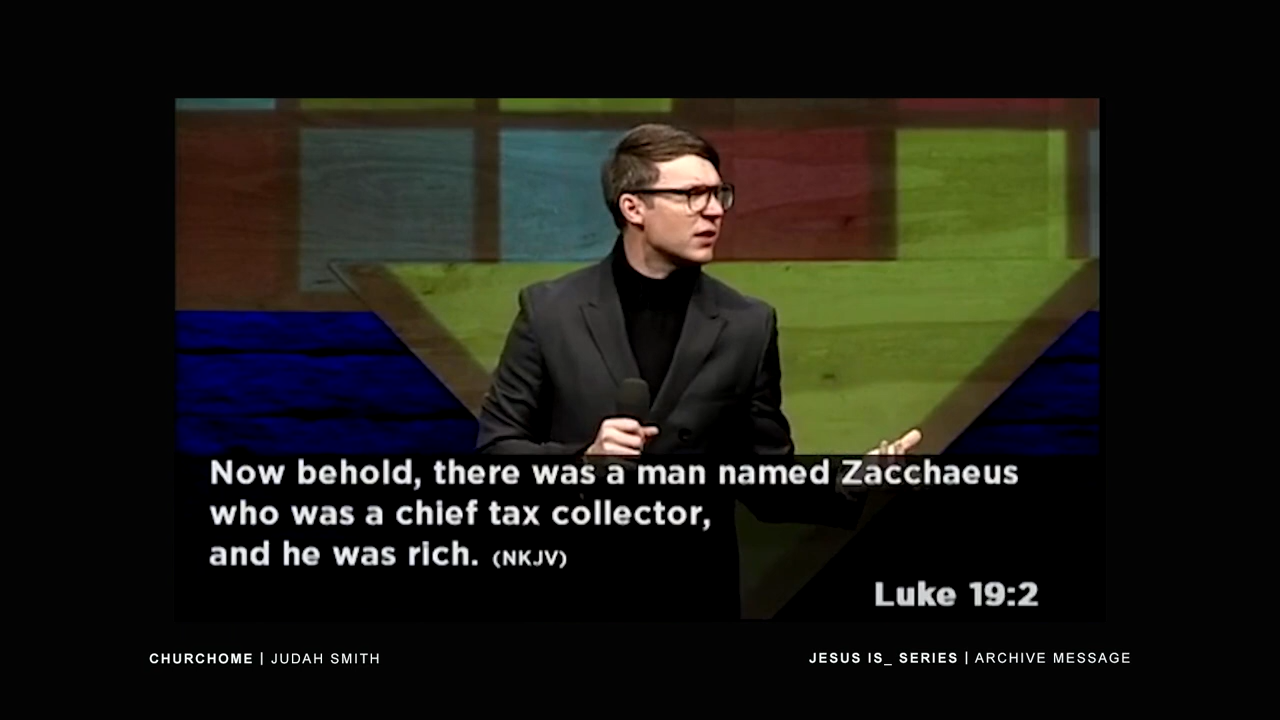 Now behold, there was a man named Zacchaeus
who was a chief tax collector,
and he was rich. (NKJV)
Luke 19:2
CHURCHOME | JUDAH SMITH
JESUS IS_ SERIES | ARCHIVE MESSAGE